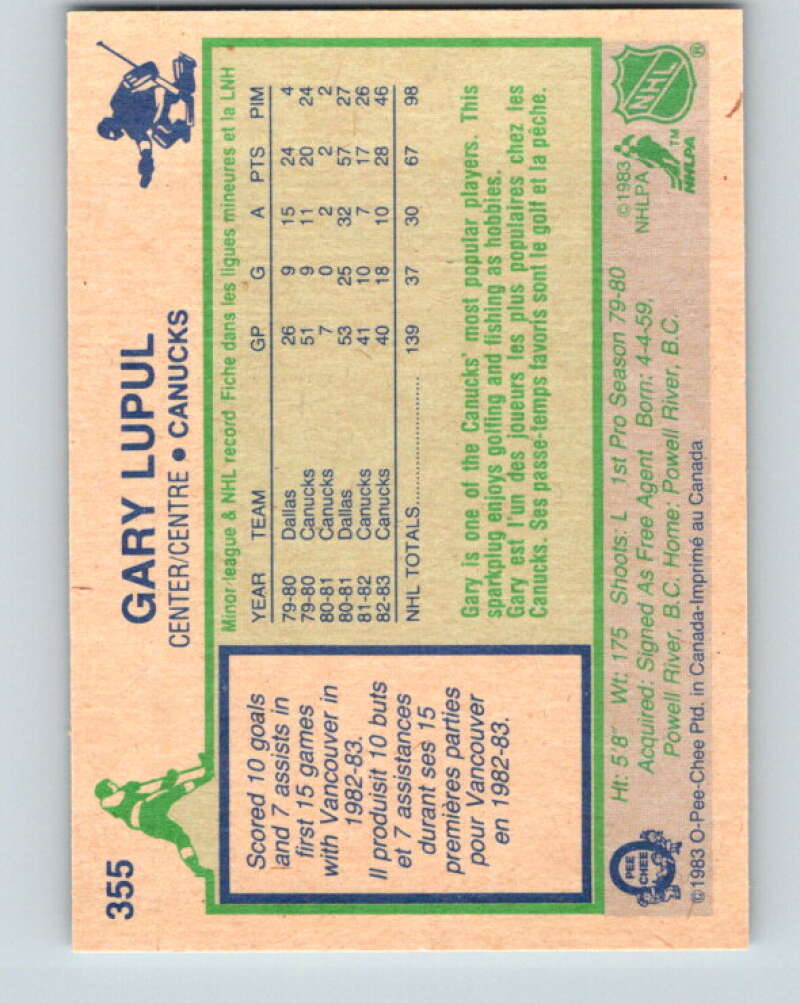 355
GARY LUPUL
CENTER/CENTRE • CANUCKS
Scored 10 goals
and 7 assists in
first 15 games
with Vancouver in
1982-83.
Il produisit 10 buts
et 7 assistances
durant ses 15
premières parties
pour Vancouver
en 1982-83.
Minor league & NHL record Fiche dans les ligues mineures et la LNH
YEAR TEAM GP G A PTS PIM
79-80 Dallas 26 9 15 24 4
79-80 Canucks 51 9 11 20 24
80-81 Canucks 7 0 2 2 2
80-81 Dallas 53 25 32 57 27
81-82 Canucks 41 10 7 17 26
82-83 Canucks 40 18 10 28 46
NHL TOTALS.................... 139 37 30 67 98
Gary is one of the Canucks' most popular players. This
sparkplug enjoys golfing and fishing as hobbies.
Gary est l'un des joueurs les plus populaires chez les
Canucks. Ses passe-temps favoris sont le golf et la pêche.
PEE
CHEE
Ht: 5'8" Wt: 175 Shoots: L 1st Pro Season 79-80
Acquired: Signed As Free Agent Born: 4-4-59,
Powell River, B.C. Home: Powell River, B.C.
©1983
NHLPA
NHL ®
NHLPA ™
©1983 O-Pee-Chee Ptd. in Canada-Imprimé au Canada